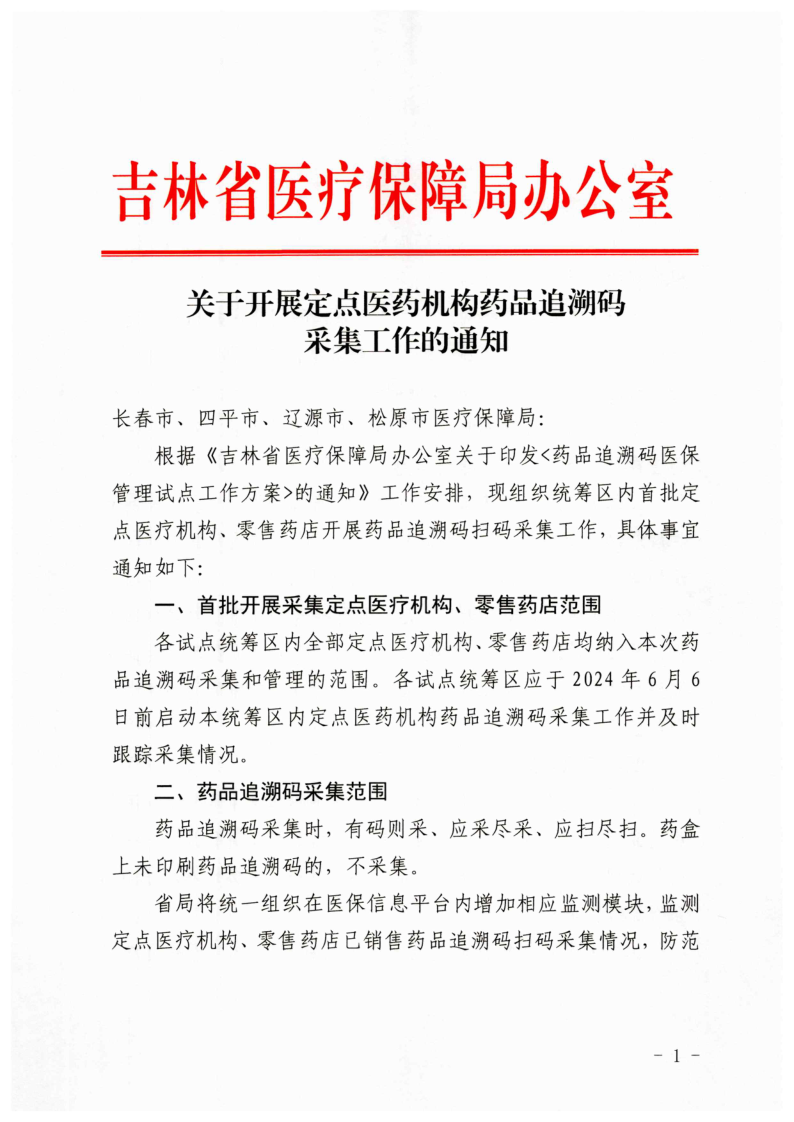 吉林省医疗保障局办公室
关于开展定点医药机构药品追溯码
采集工作的通知
长春市、四平市、辽源市、松原市医疗保障局：
根据《吉林省医疗保障局办公室关于印发<药品追溯码医保
管理试点工作方案>的通知》工作安排，现组织统筹区内首批定
点医疗机构、零售药店开展药品追溯码扫码采集工作，具体事宜
通知如下：
一、首批开展采集定点医疗机构、零售药店范围
各试点统筹区内全部定点医疗机构、零售药店均纳入本次药
品追溯码采集和管理的范围。各试点统筹区应于 2024 年 6 月 6
日前启动本统筹区内定点医药机构药品追溯码采集工作并及时
跟踪采集情况。
二、药品追溯码采集范围
药品追溯码采集时，有码则采、应采尽采、应扫尽扫。药盒
上未印刷药品追溯码的，不采集。
省局将统一组织在医保信息平台内增加相应监测模块，监测
定点医疗机构、零售药店已销售药品追溯码扫码采集情况，防范
- 1 -